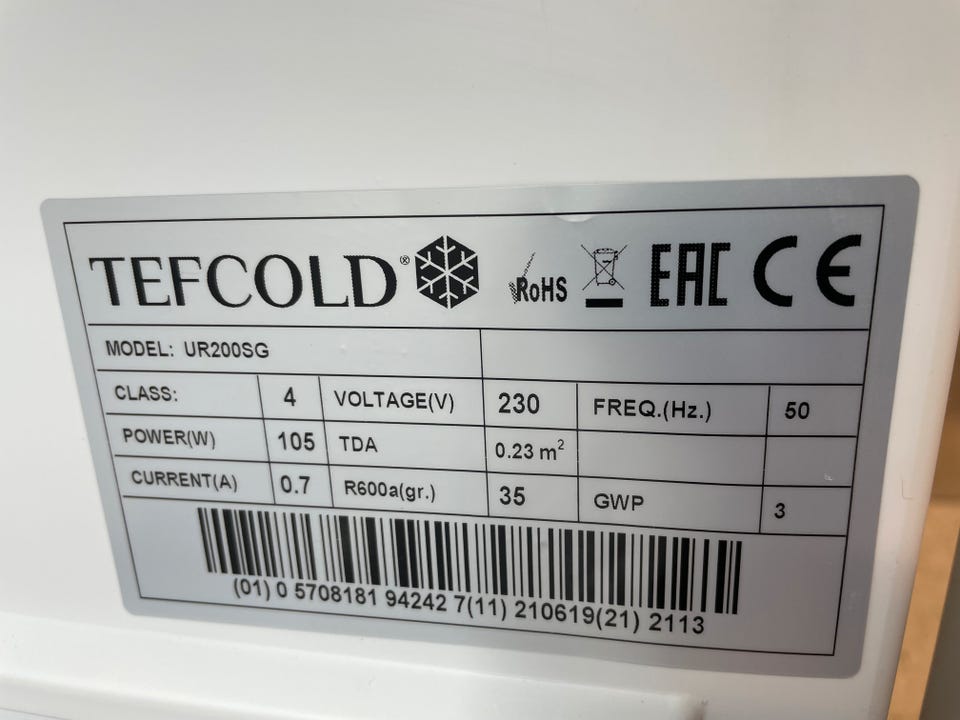 TEFCOLD® RoHS EAC CE
MODEL: UR200SG
CLASS: 4 VOLTAGE(V) 230 FREQ.(Hz.) 50
POWER(W) 105 TDA 0.23 m²
CURRENT(A) 0.7 R600a(gr.) 35 GWP 3
(01) 0 5708181 94242 7(11) 210619(21) 2113